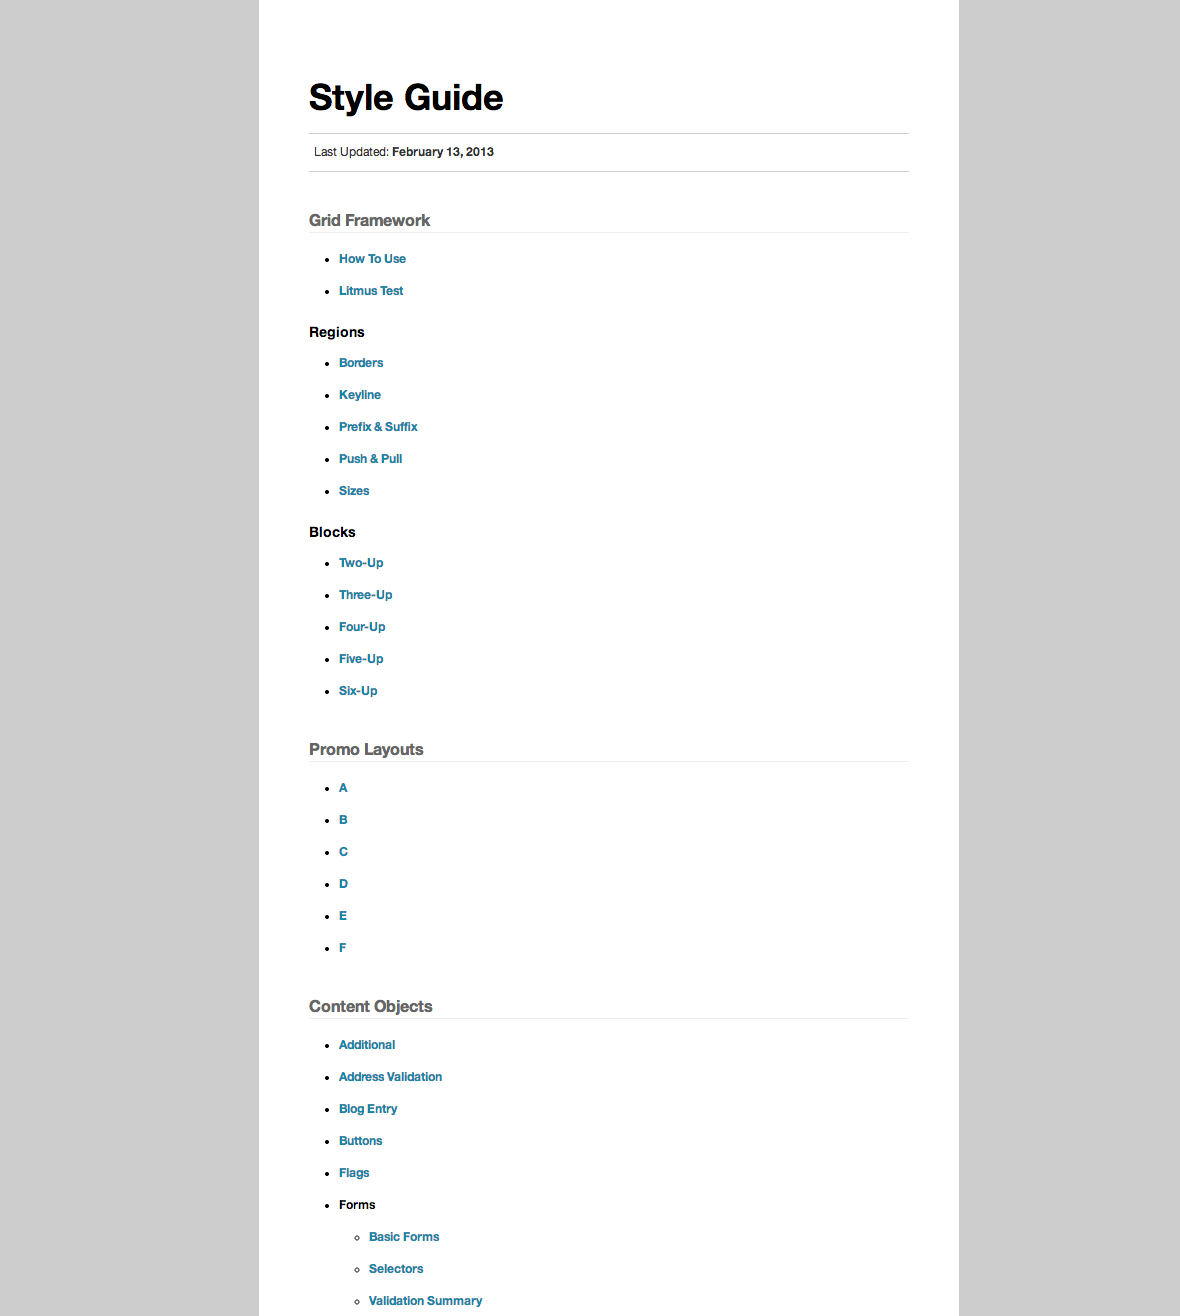 Style Guide
Last Updated: February 13, 2013
Grid Framework
How To Use
Litmus Test
Regions
Borders
Keyline
Prefix & Suffix
Push & Pull
Sizes
Blocks
Two-Up
Three-Up
Four-Up
Five-Up
Six-Up
Promo Layouts
A
B
C
D
E
F
Content Objects
Additional
Address Validation
Blog Entry
Buttons
Flags
Forms
Basic Forms
Selectors
Validation Summary